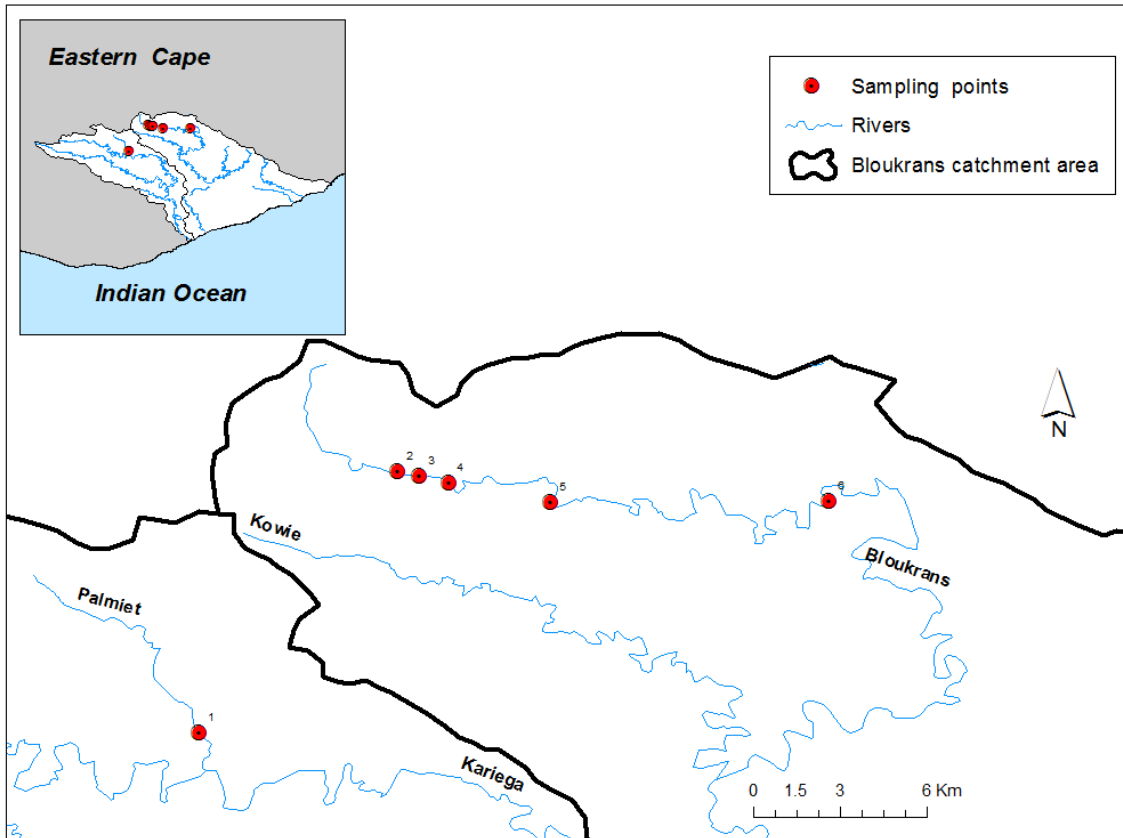 Eastern Cape
Indian Ocean
Sampling points
Rivers
Bloukrans catchment area
N
2
3
4
5
6
Kowie
Bloukrans
Palmiet
1
Kariega
0 1.5 3 6 Km